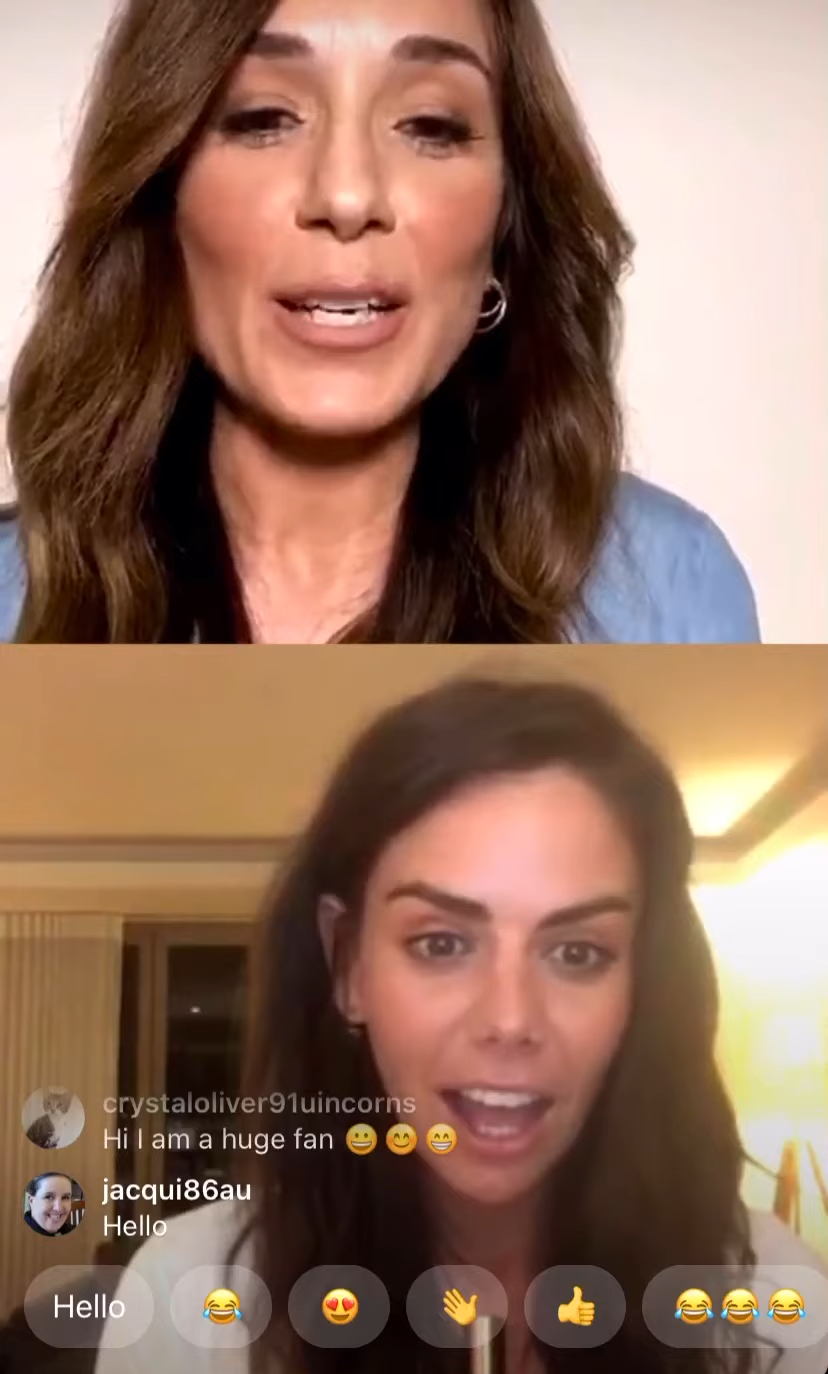 crystaloliver91uincorns
Hi I am a huge fan 😀 😊 😁
jacqui86au
Hello
Hello 😂 😍 👋 👍 😂😂😂